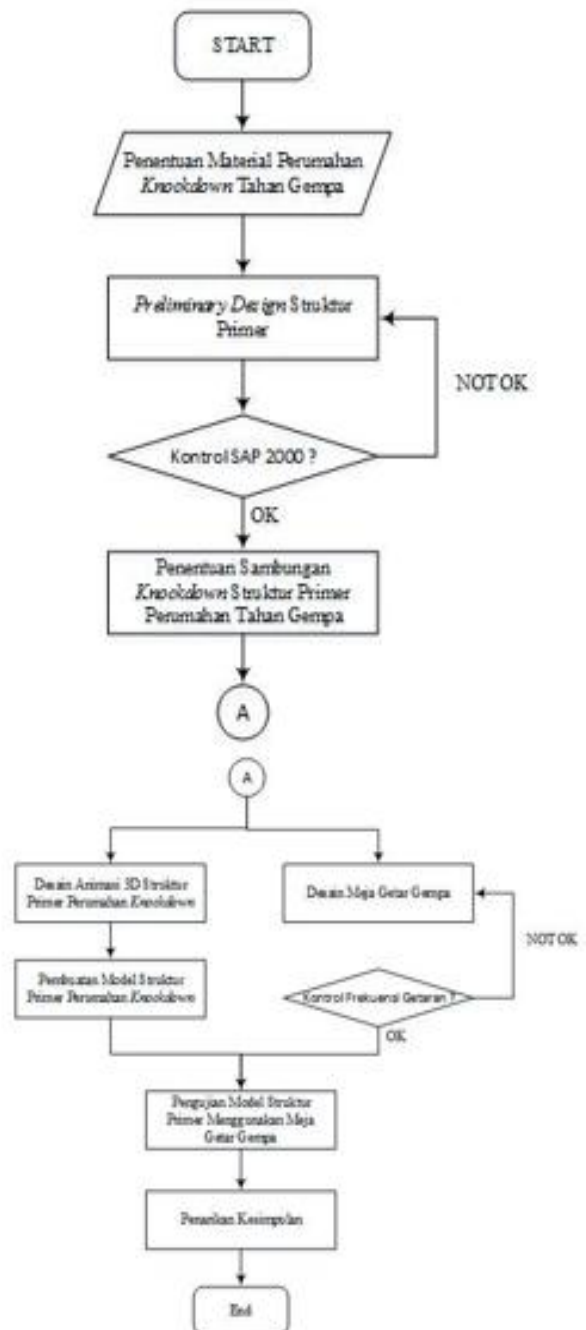 START
Penentuan Material Perumahan
Knockdown Tahan Gempa
Preliminary Design Struktur
Primer
NOT OK
Kontrol SAP 2000 ?
OK
Penentuan Sambungan
Knockdown Struktur Primer
Perumahan Tahan Gempa
A
A
Desain Animasi 3D Struktur
Primer Perumahan Knockdown
Desain Meja Getar Gempa
NOT OK
Pembuatan Model Struktur
Primer Perumahan Knockdown
Kontrol Frekuensi Getaran ?
OK
Pengujian Model Struktur
Primer Menggunakan Meja
Getar Gempa
Penarikan Kesimpulan
End